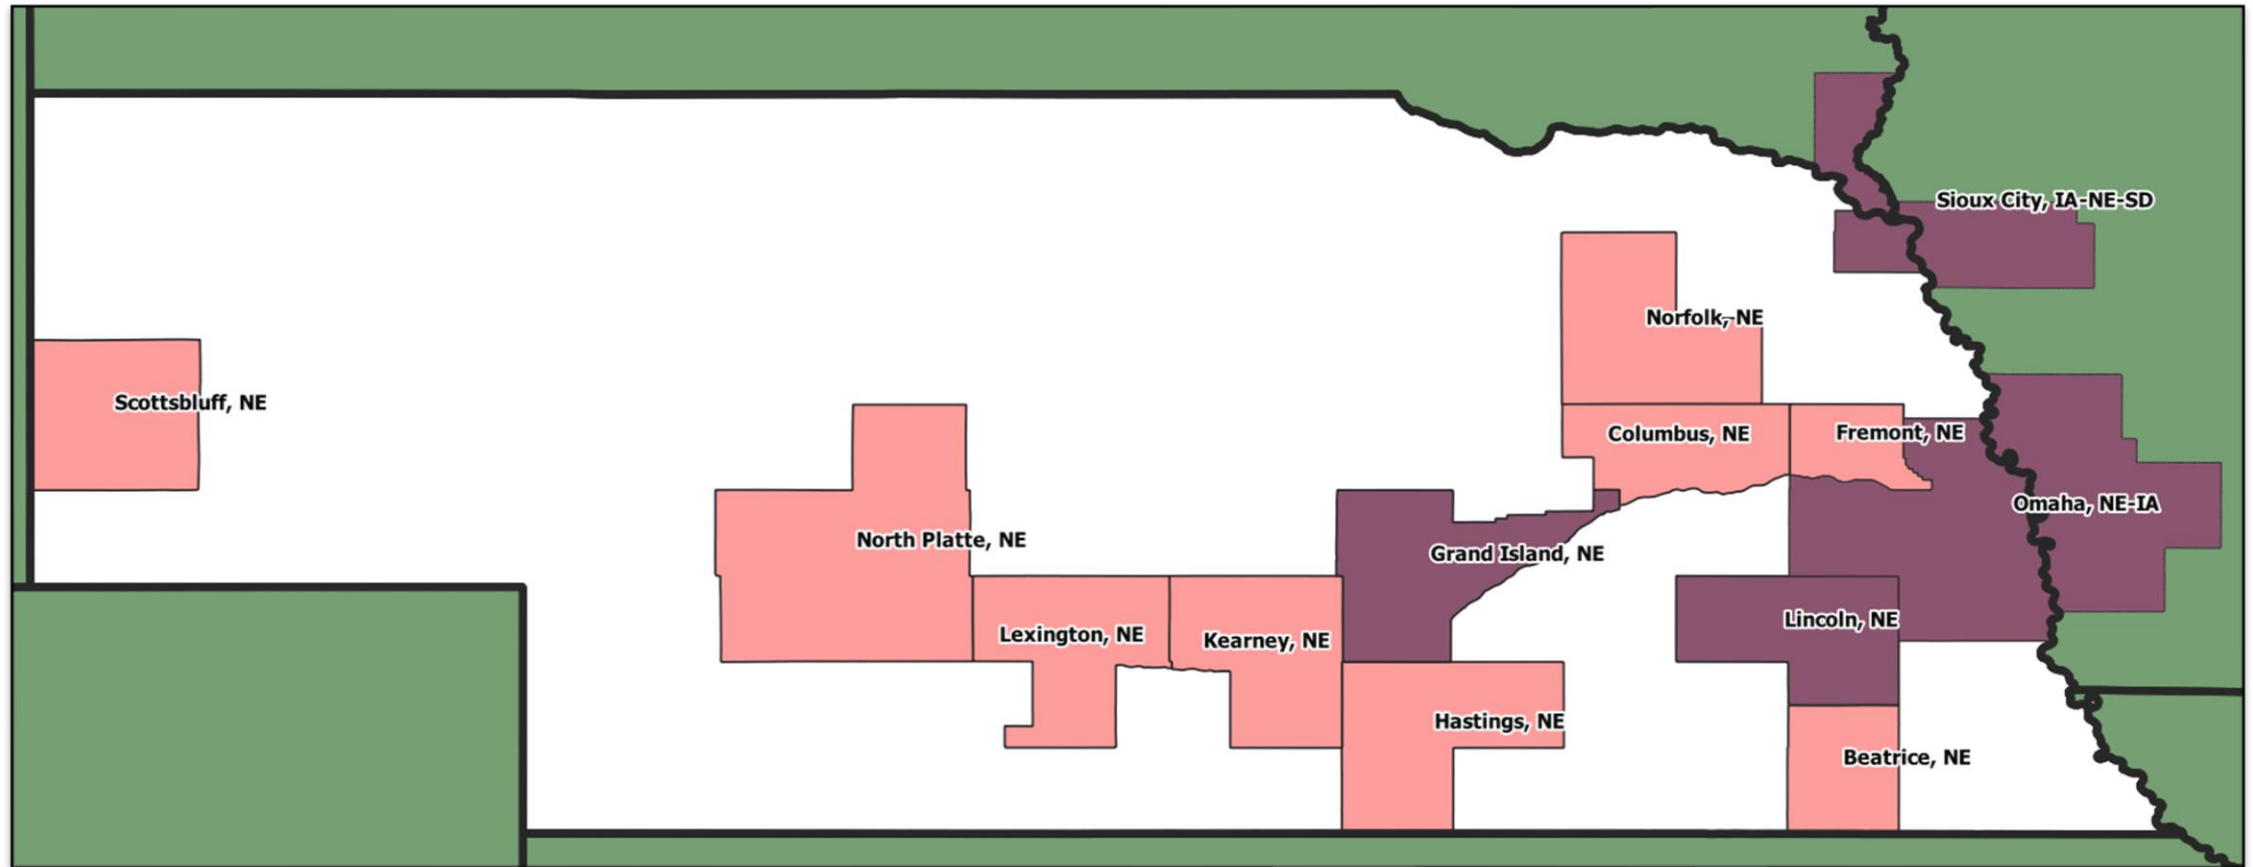 Sioux City, IA-NE-SD
Norfolk, NE
Scottsbluff, NE
Columbus, NE
Fremont, NE
Omaha, NE-IA
North Platte, NE
Grand Island, NE
Lincoln, NE
Lexington, NE
Kearney, NE
Hastings, NE
Beatrice, NE